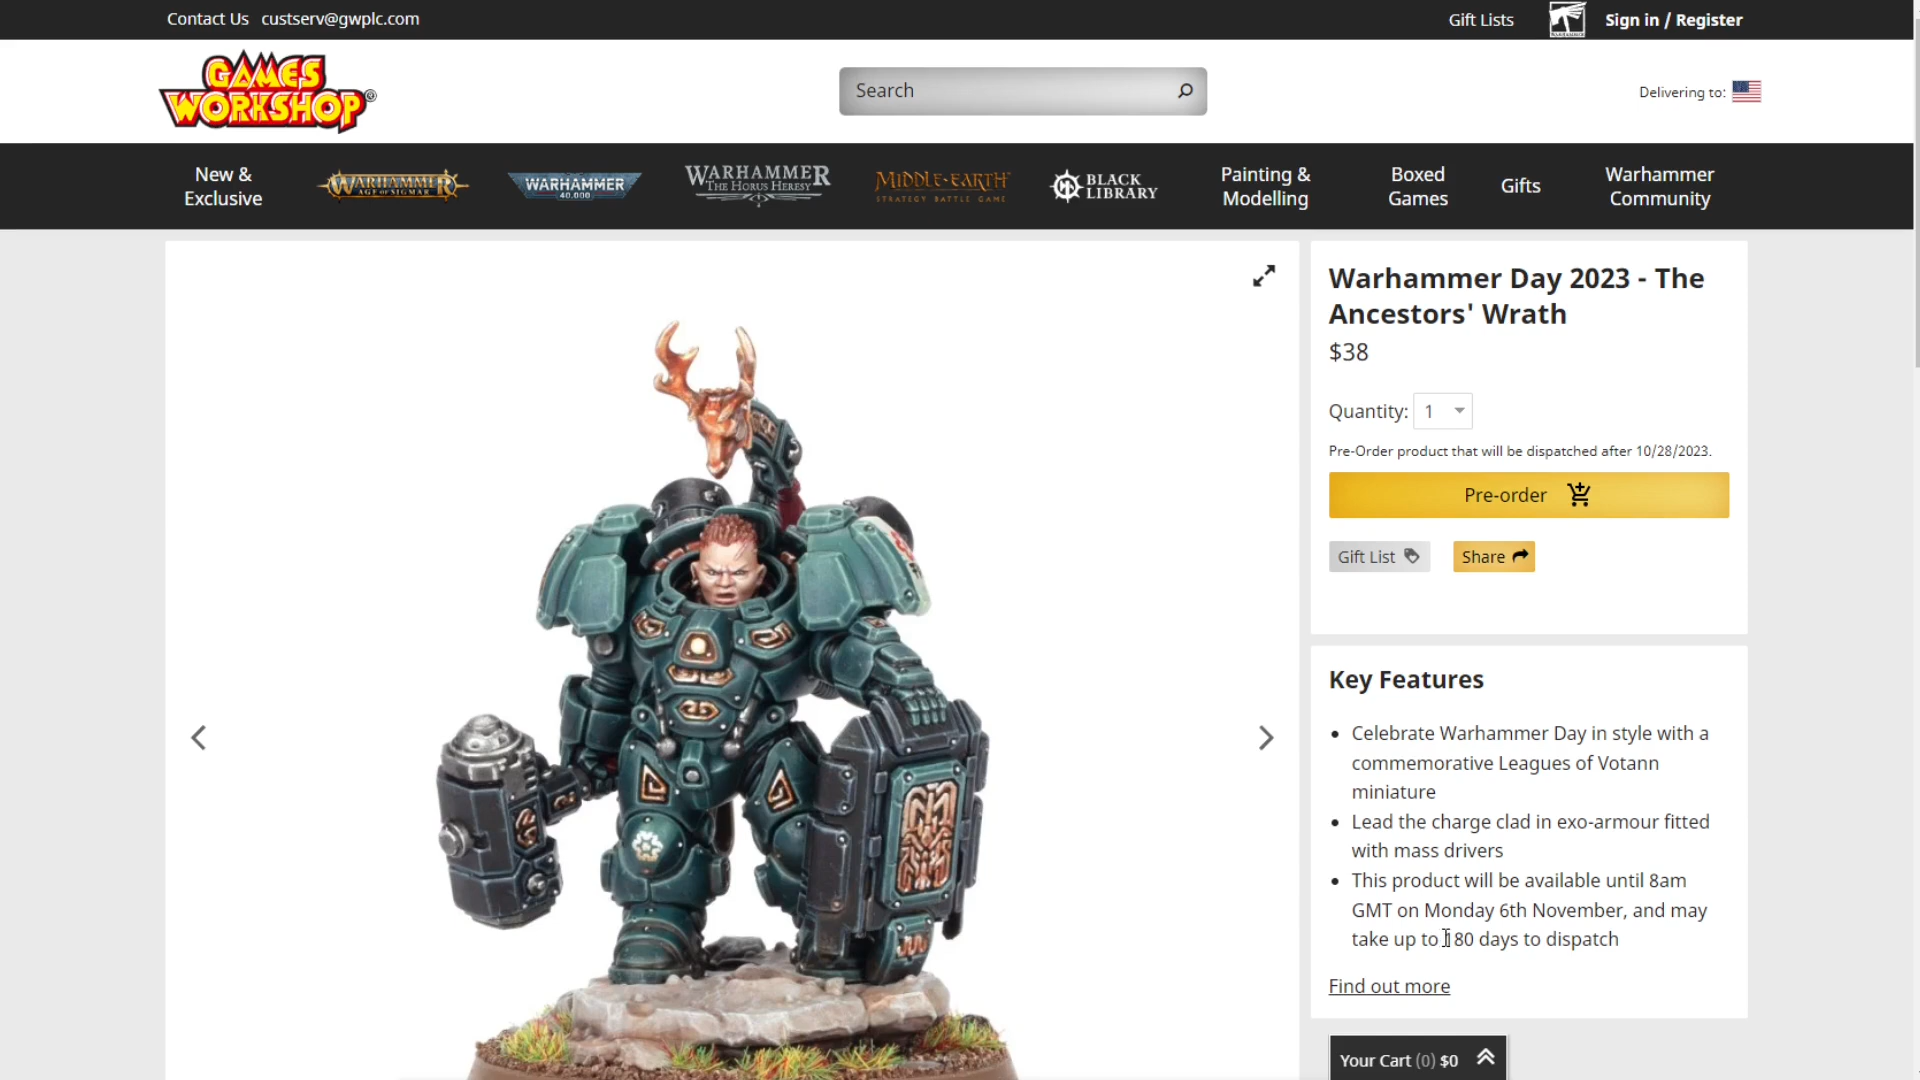 Contact Us custserv@gwplc.com
Gift Lists
Sign in / Register
GAMES
WORKSHOP®
Search
Delivering to:
New &
Exclusive
WARHAMMER
AGE OF SIGMAR
WARHAMMER
40,000
WARHAMMER
THE HORUS HERESY
MIDDLE-EARTH
STRATEGY BATTLE GAME
BLACK
LIBRARY
Painting &
Modelling
Boxed
Games
Gifts
Warhammer
Community
Warhammer Day 2023 - The
Ancestors' Wrath
$38
Quantity: 1
Pre-Order product that will be dispatched after 10/28/2023.
Pre-order
Gift List
Share
Key Features
• Celebrate Warhammer Day in style with a
commemorative Leagues of Votann
miniature
• Lead the charge clad in exo-armour fitted
with mass drivers
• This product will be available until 8am
GMT on Monday 6th November, and may
take up to 180 days to dispatch
Find out more
Your Cart (0) $0